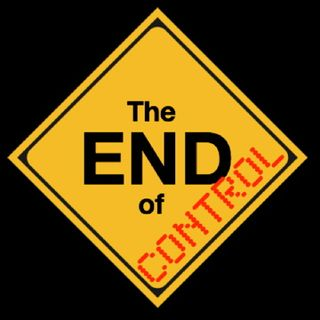 The
END
of
CONTROL